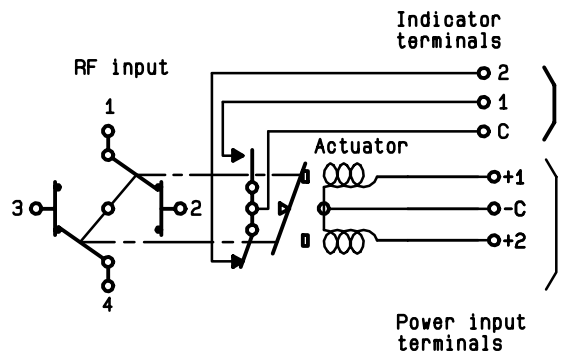 Indicator
terminals
RF input
2
1
1
C
Actuator
+1
3
2
-C
+2
4
Power input
terminals